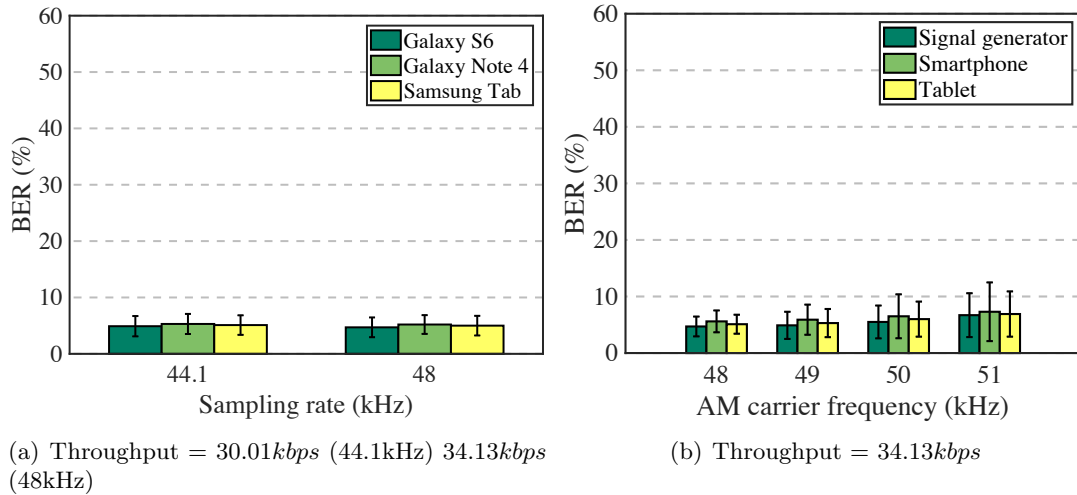 60
50
40
30
20
10
0
BER (%)
Galaxy S6
Galaxy Note 4
Samsung Tab
44.1
48
Sampling rate (kHz)
(a) Throughput = 30.01kbps (44.1kHz) 34.13kbps
(48kHz)
60
50
40
30
20
10
0
BER (%)
Signal generator
Smartphone
Tablet
48
49
50
51
AM carrier frequency (kHz)
(b) Throughput = 34.13kbps